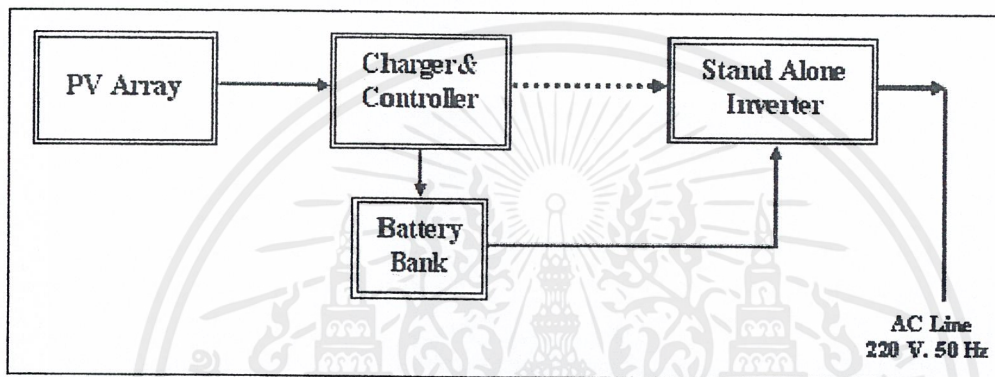 PV Array
Charger &
Controller
Stand Alone
Inverter
Battery
Bank
AC Line
220 V. 50 Hz